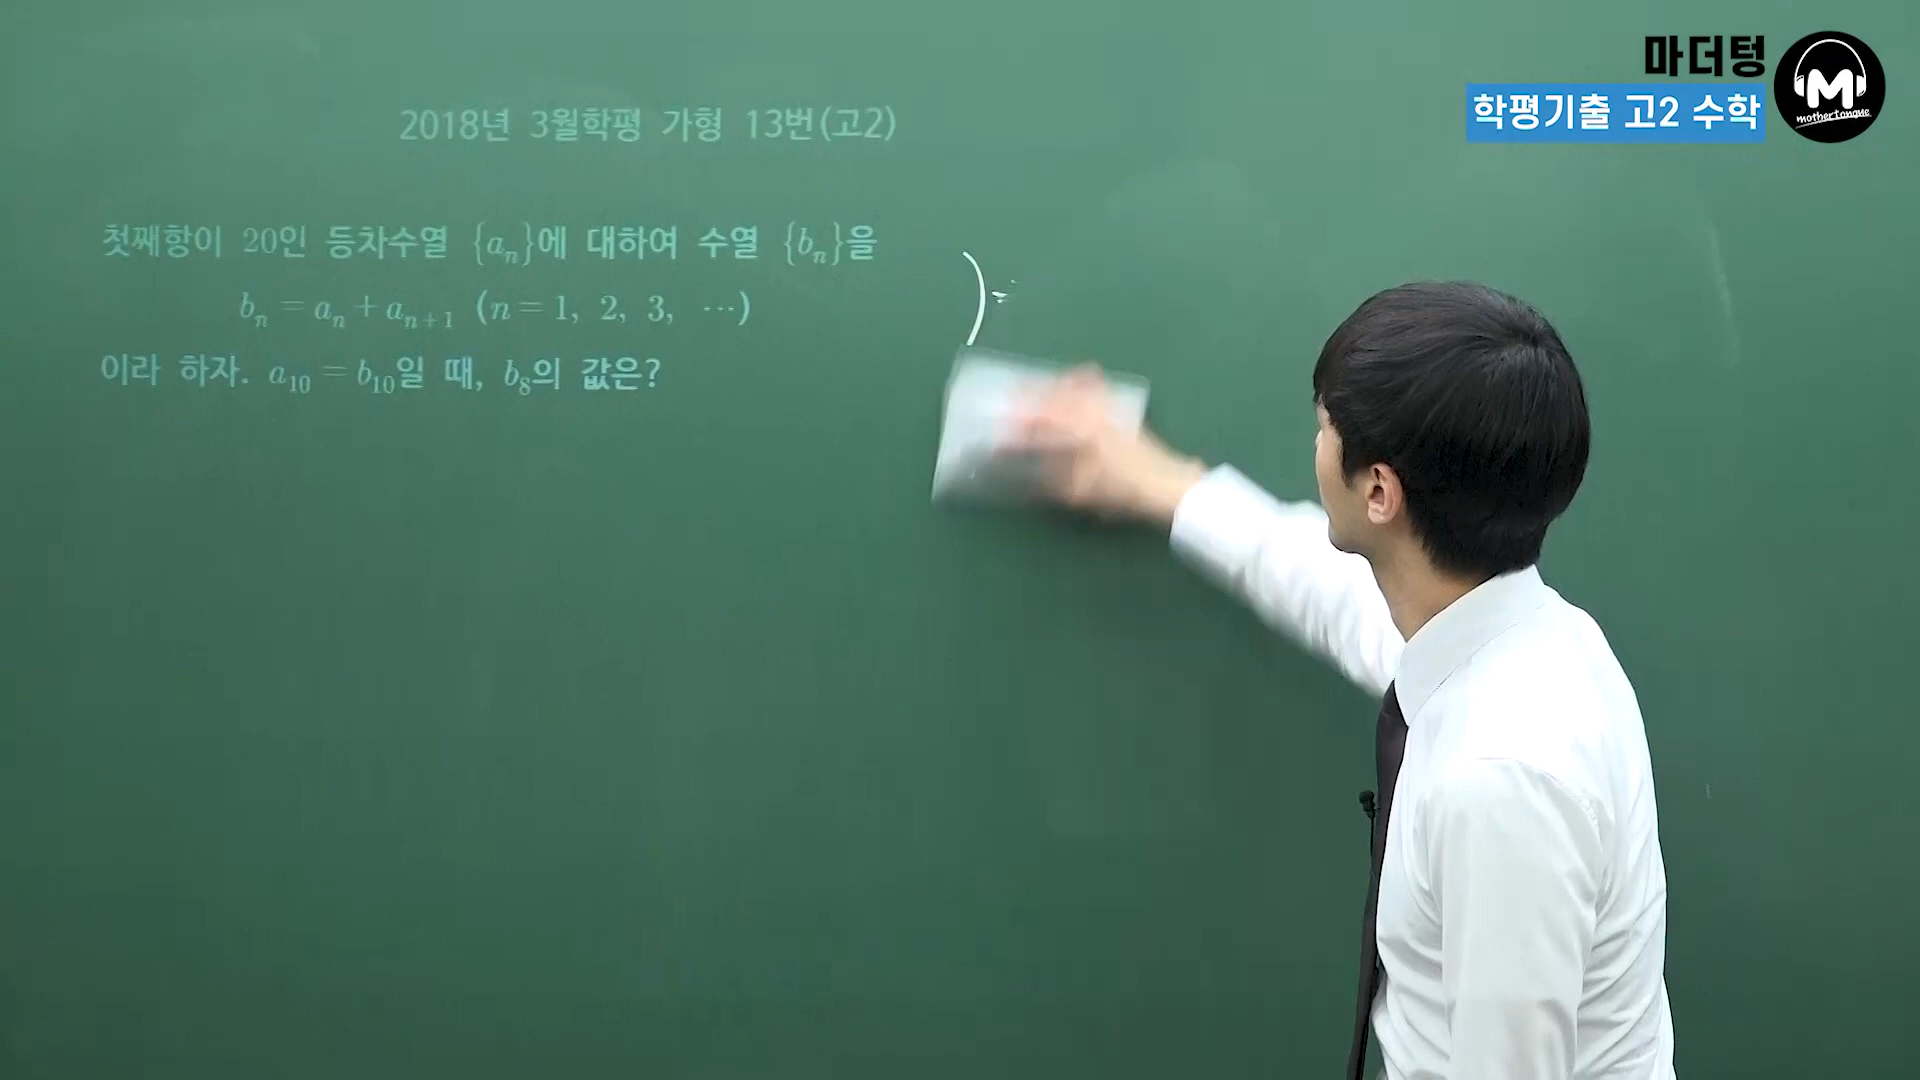 마더텅
학평기출 고2 수학
mothertongue
2018년 3월학평 가형 13번(고2)
첫째항이 20인 등차수열 {aₙ}에 대하여 수열 {bₙ}을
bₙ = aₙ + aₙ₊₁ (n = 1, 2, 3, ⋯)
이라 하자. a₁₀ = b₁₀일 때, b₈의 값은?